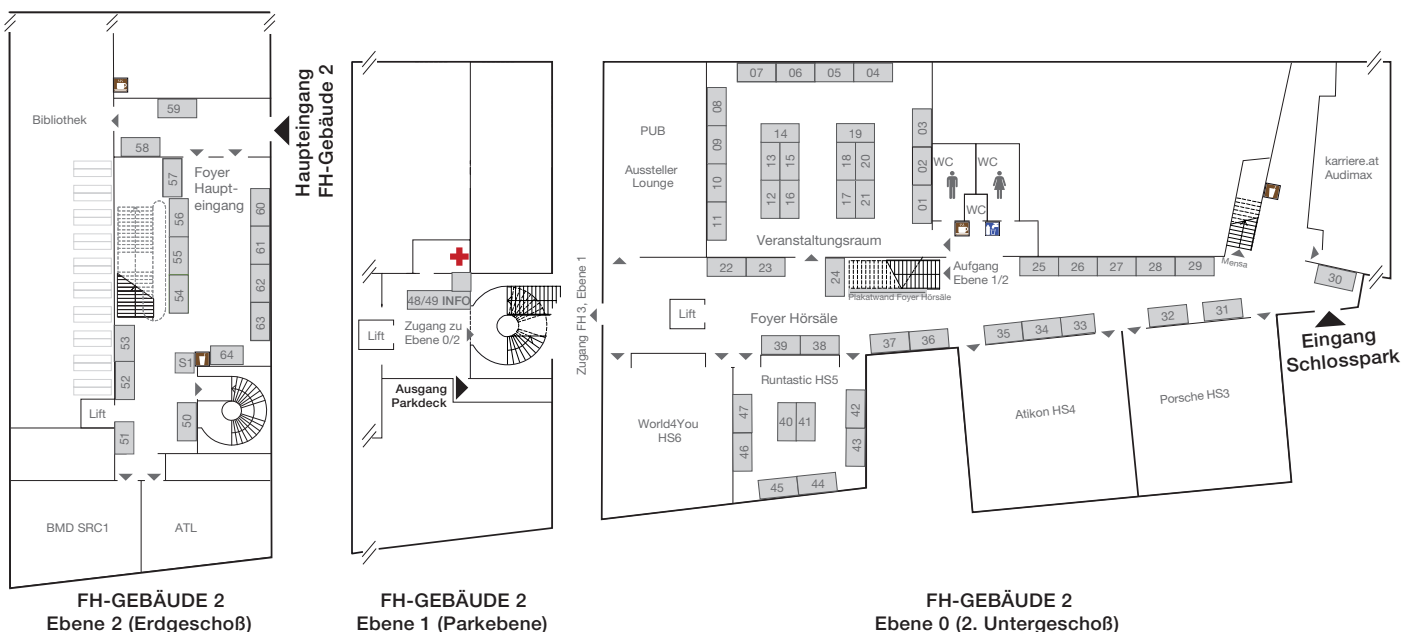 59
Bibliothek
58
Foyer
Haupt-
eingang
57
56
55
54
60
61
62
63
53
52
S1
64
Lift
50
51
BMD SRC1
ATL
Haupteingang
FH-Gebäude 2
FH-GEBÄUDE 2
Ebene 2 (Erdgeschoß)
48/49 INFO
Zugang zu
Ebene 0/2
Lift
Ausgang
Parkdeck
FH-GEBÄUDE 2
Ebene 1 (Parkebene)
Zugang FH 3, Ebene 1
07 06 05 04
PUB
Aussteller
Lounge
08
09
10
11
14
13 15
12 16
19
18 20
17 21
03
02
01
WC
WC
WC
Veranstaltungsraum
22 23
24
Aufgang
Ebene 1/2
Plakatwand Foyer Hörsäle
25 26 27 28 29
Mensa
karriere.at
Audimax
30
Lift
Foyer Hörsäle
39 38
37 36
35 34 33
32 31
Eingang
Schlosspark
Runtastic HS5
World4You
HS6
47
46
40 41
42
43
45 44
Atikon HS4
Porsche HS3
FH-GEBÄUDE 2
Ebene 0 (2. Untergeschoß)